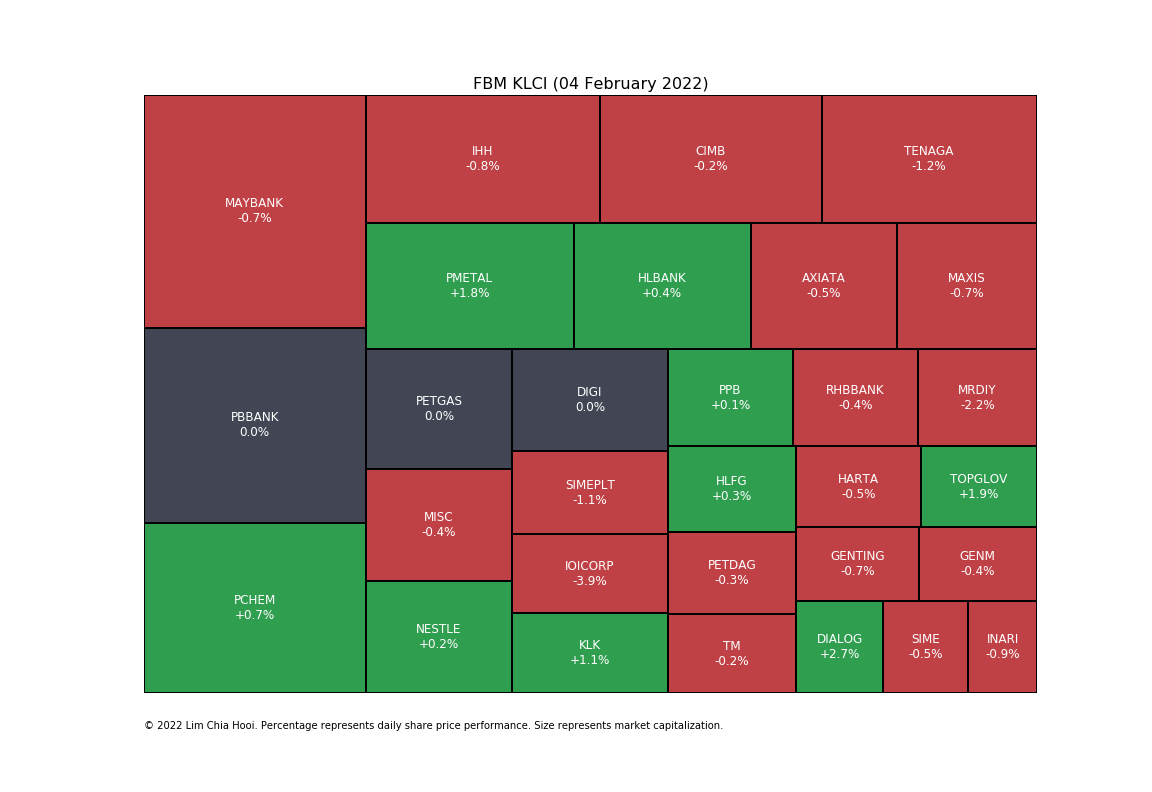 FBM KLCI (04 February 2022)
MAYBANK
-0.7%
IHH
-0.8%
CIMB
-0.2%
TENAGA
-1.2%
PMETAL
+1.8%
HLBANK
+0.4%
AXIATA
-0.5%
MAXIS
-0.7%
PBBANK
0.0%
PETGAS
0.0%
DIGI
0.0%
PPB
+0.1%
RHBBANK
-0.4%
MRDIY
-2.2%
SIMEPLT
-1.1%
HLFG
+0.3%
HARTA
-0.5%
TOPGLOV
+1.9%
MISC
-0.4%
IOICORP
-3.9%
PETDAG
-0.3%
GENTING
-0.7%
GENM
-0.4%
PCHEM
+0.7%
NESTLE
+0.2%
KLK
+1.1%
TM
-0.2%
DIALOG
+2.7%
SIME
-0.5%
INARI
-0.9%
© 2022 Lim Chia Hooi. Percentage represents daily share price performance. Size represents market capitalization.